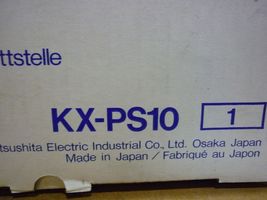 ttstelle
KX-PS10 1
tsushita Electric Industrial Co., Ltd. Osaka Japan
Made in Japan / Fabriqué au Japon